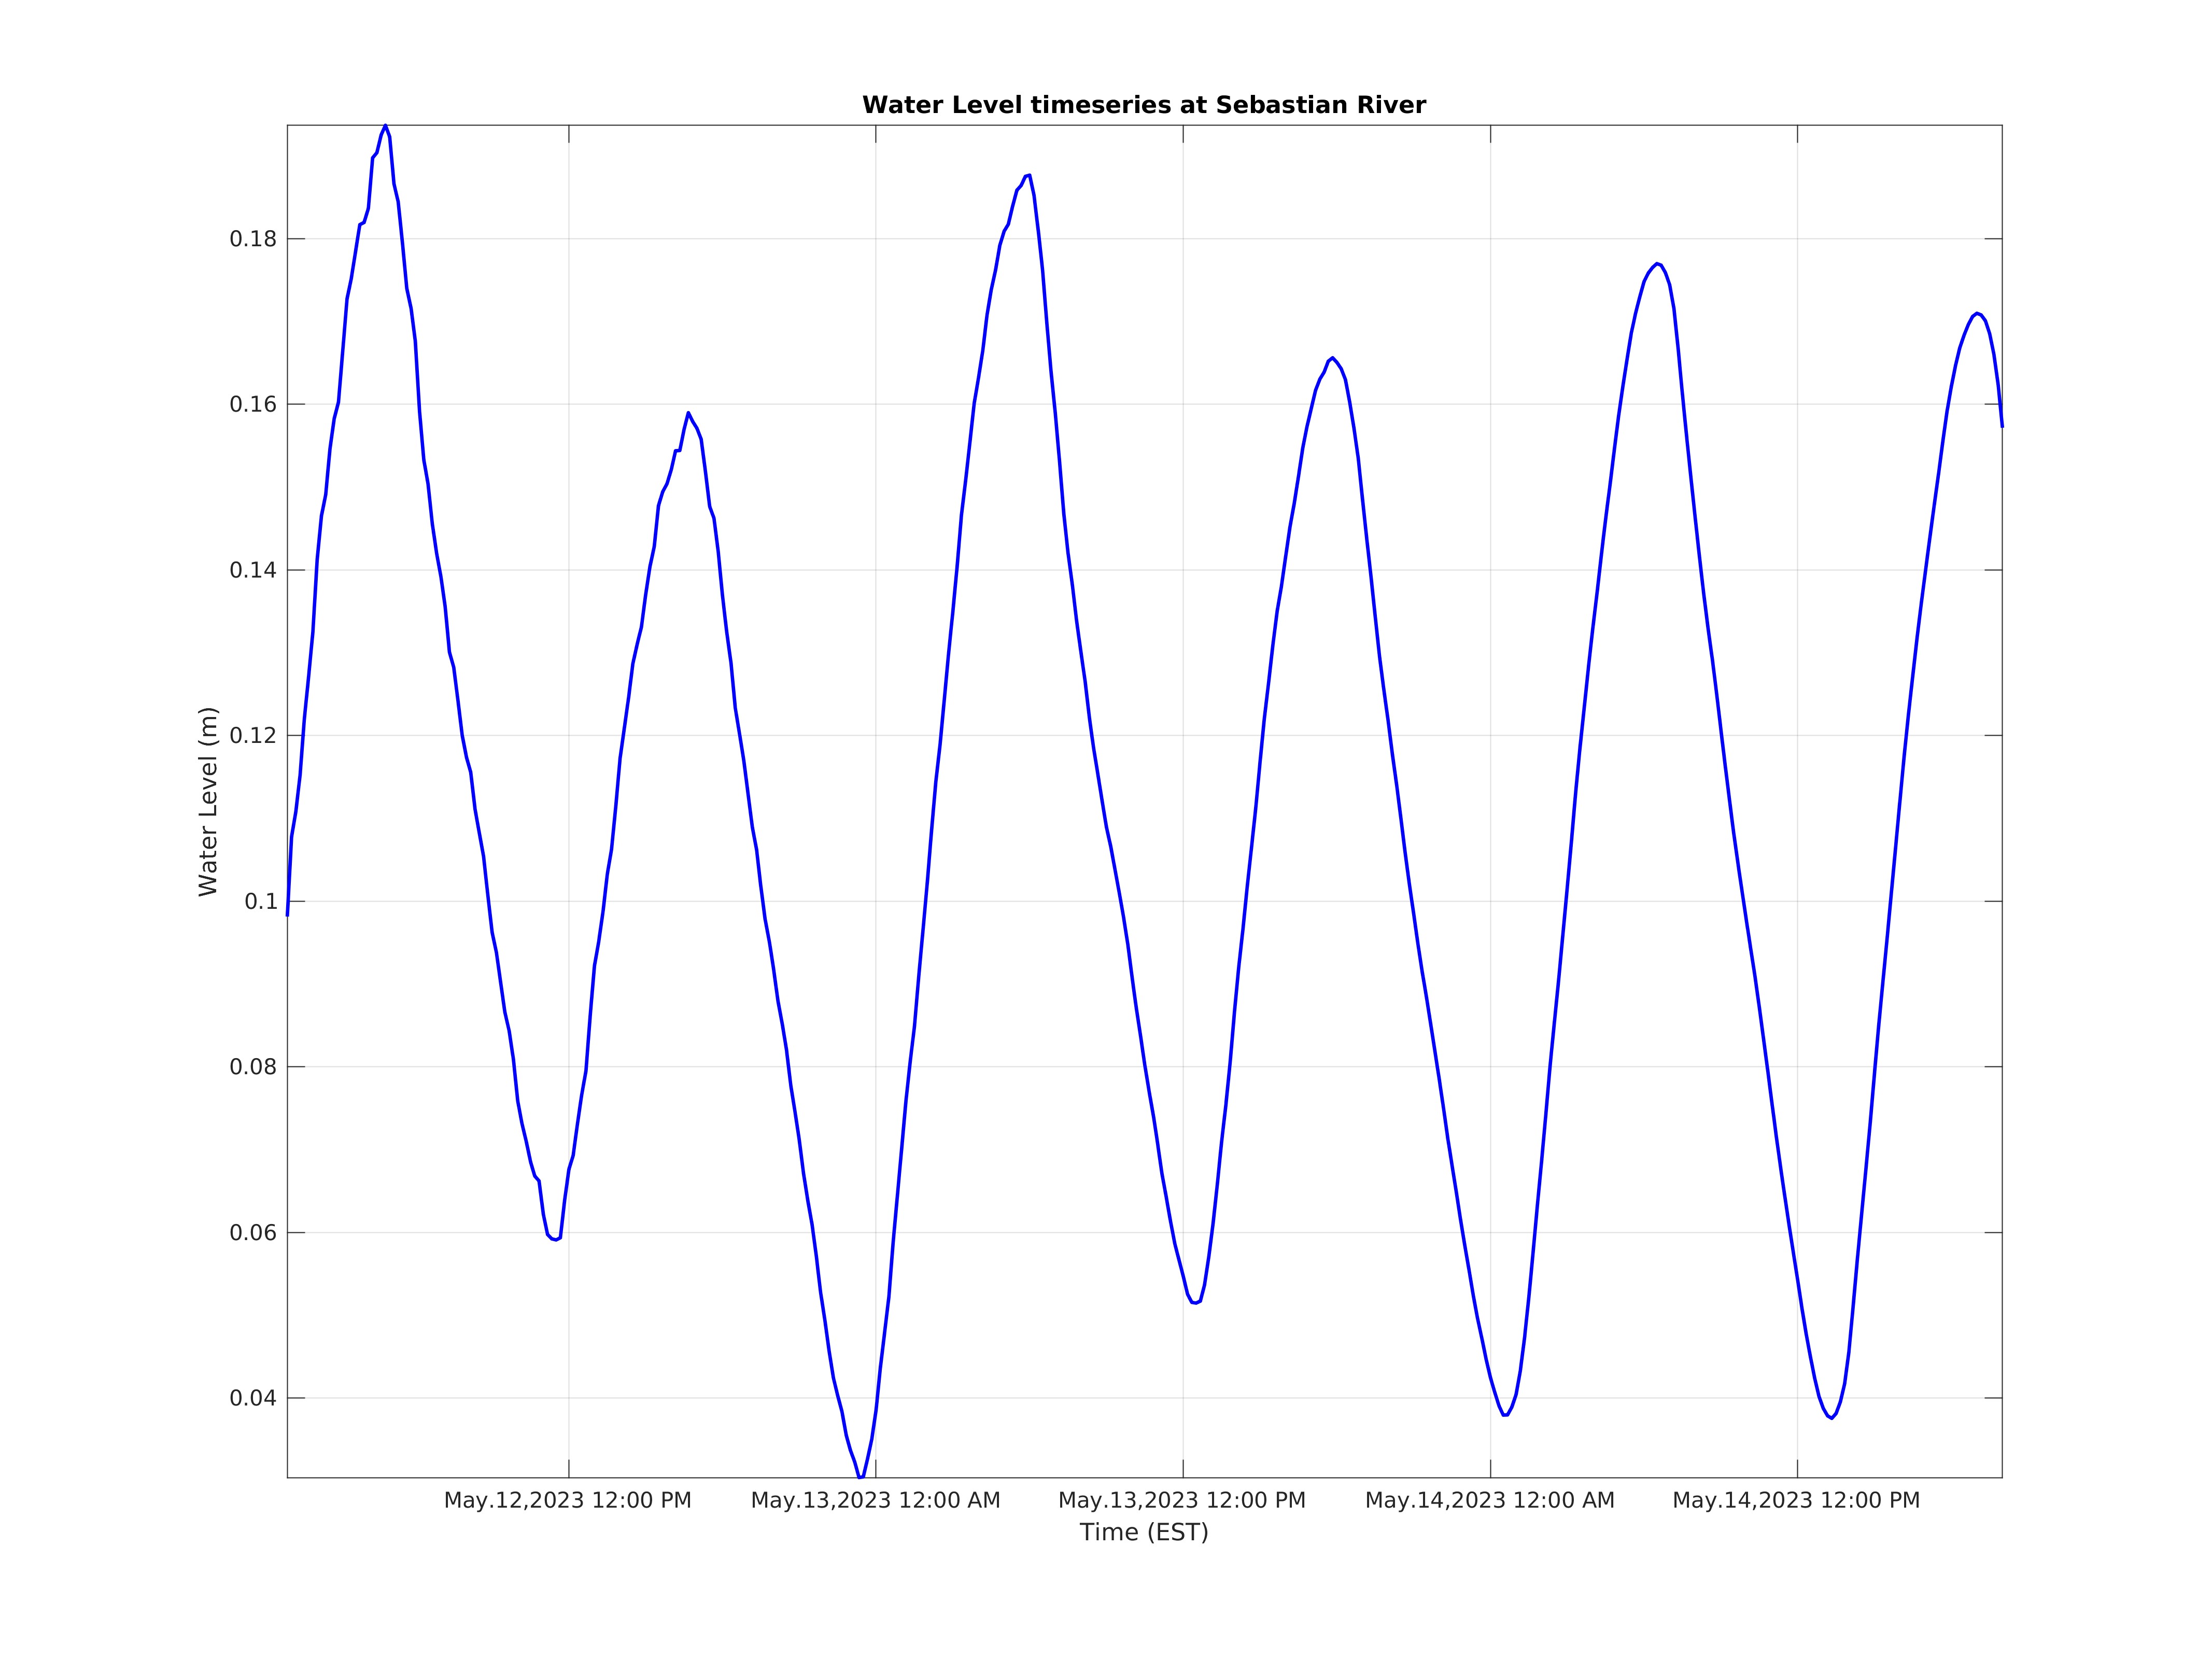 Water Level timeseries at Sebastian River
0.18
0.16
0.14
0.12
0.1
0.08
0.06
0.04
Water Level (m)
May.12,2023 12:00 PM
May.13,2023 12:00 AM
May.13,2023 12:00 PM
May.14,2023 12:00 AM
May.14,2023 12:00 PM
Time (EST)